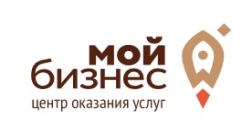 мой
бизнес
центр оказания услуг